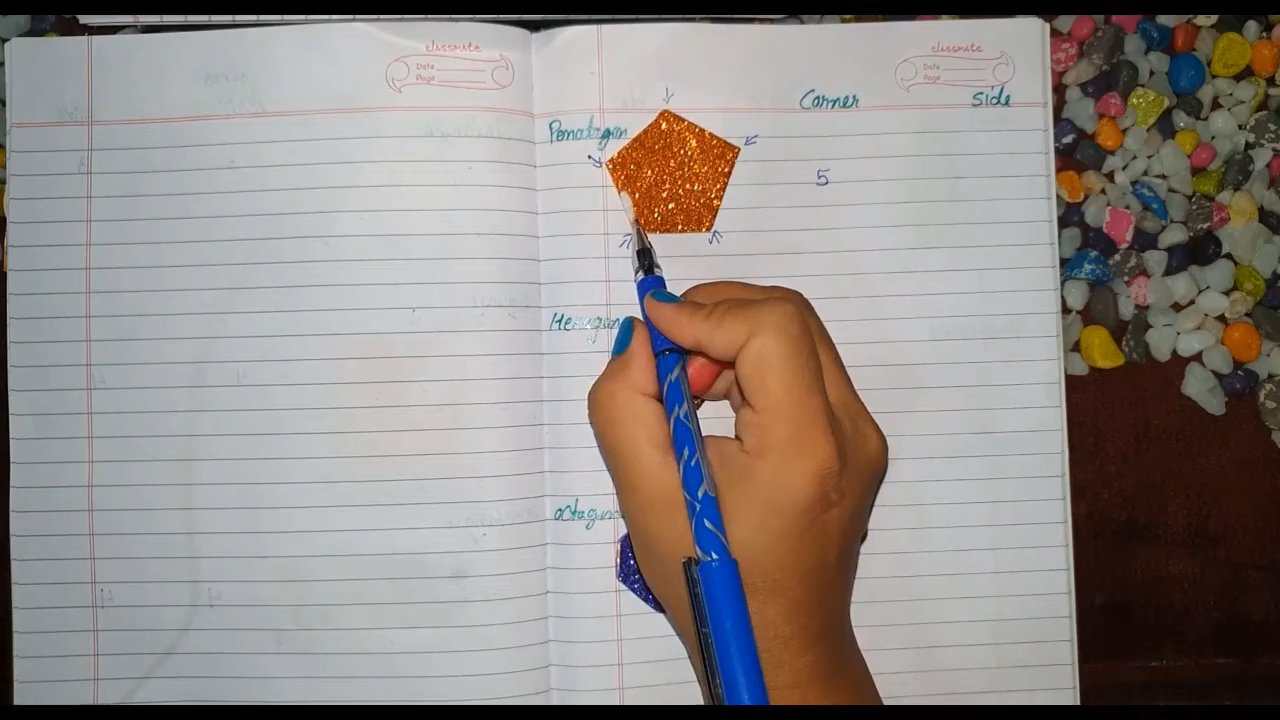 classmate
Date
Page
classmate
Date
Page
Corner Side
Pentagon
5
Hexagon
octagon